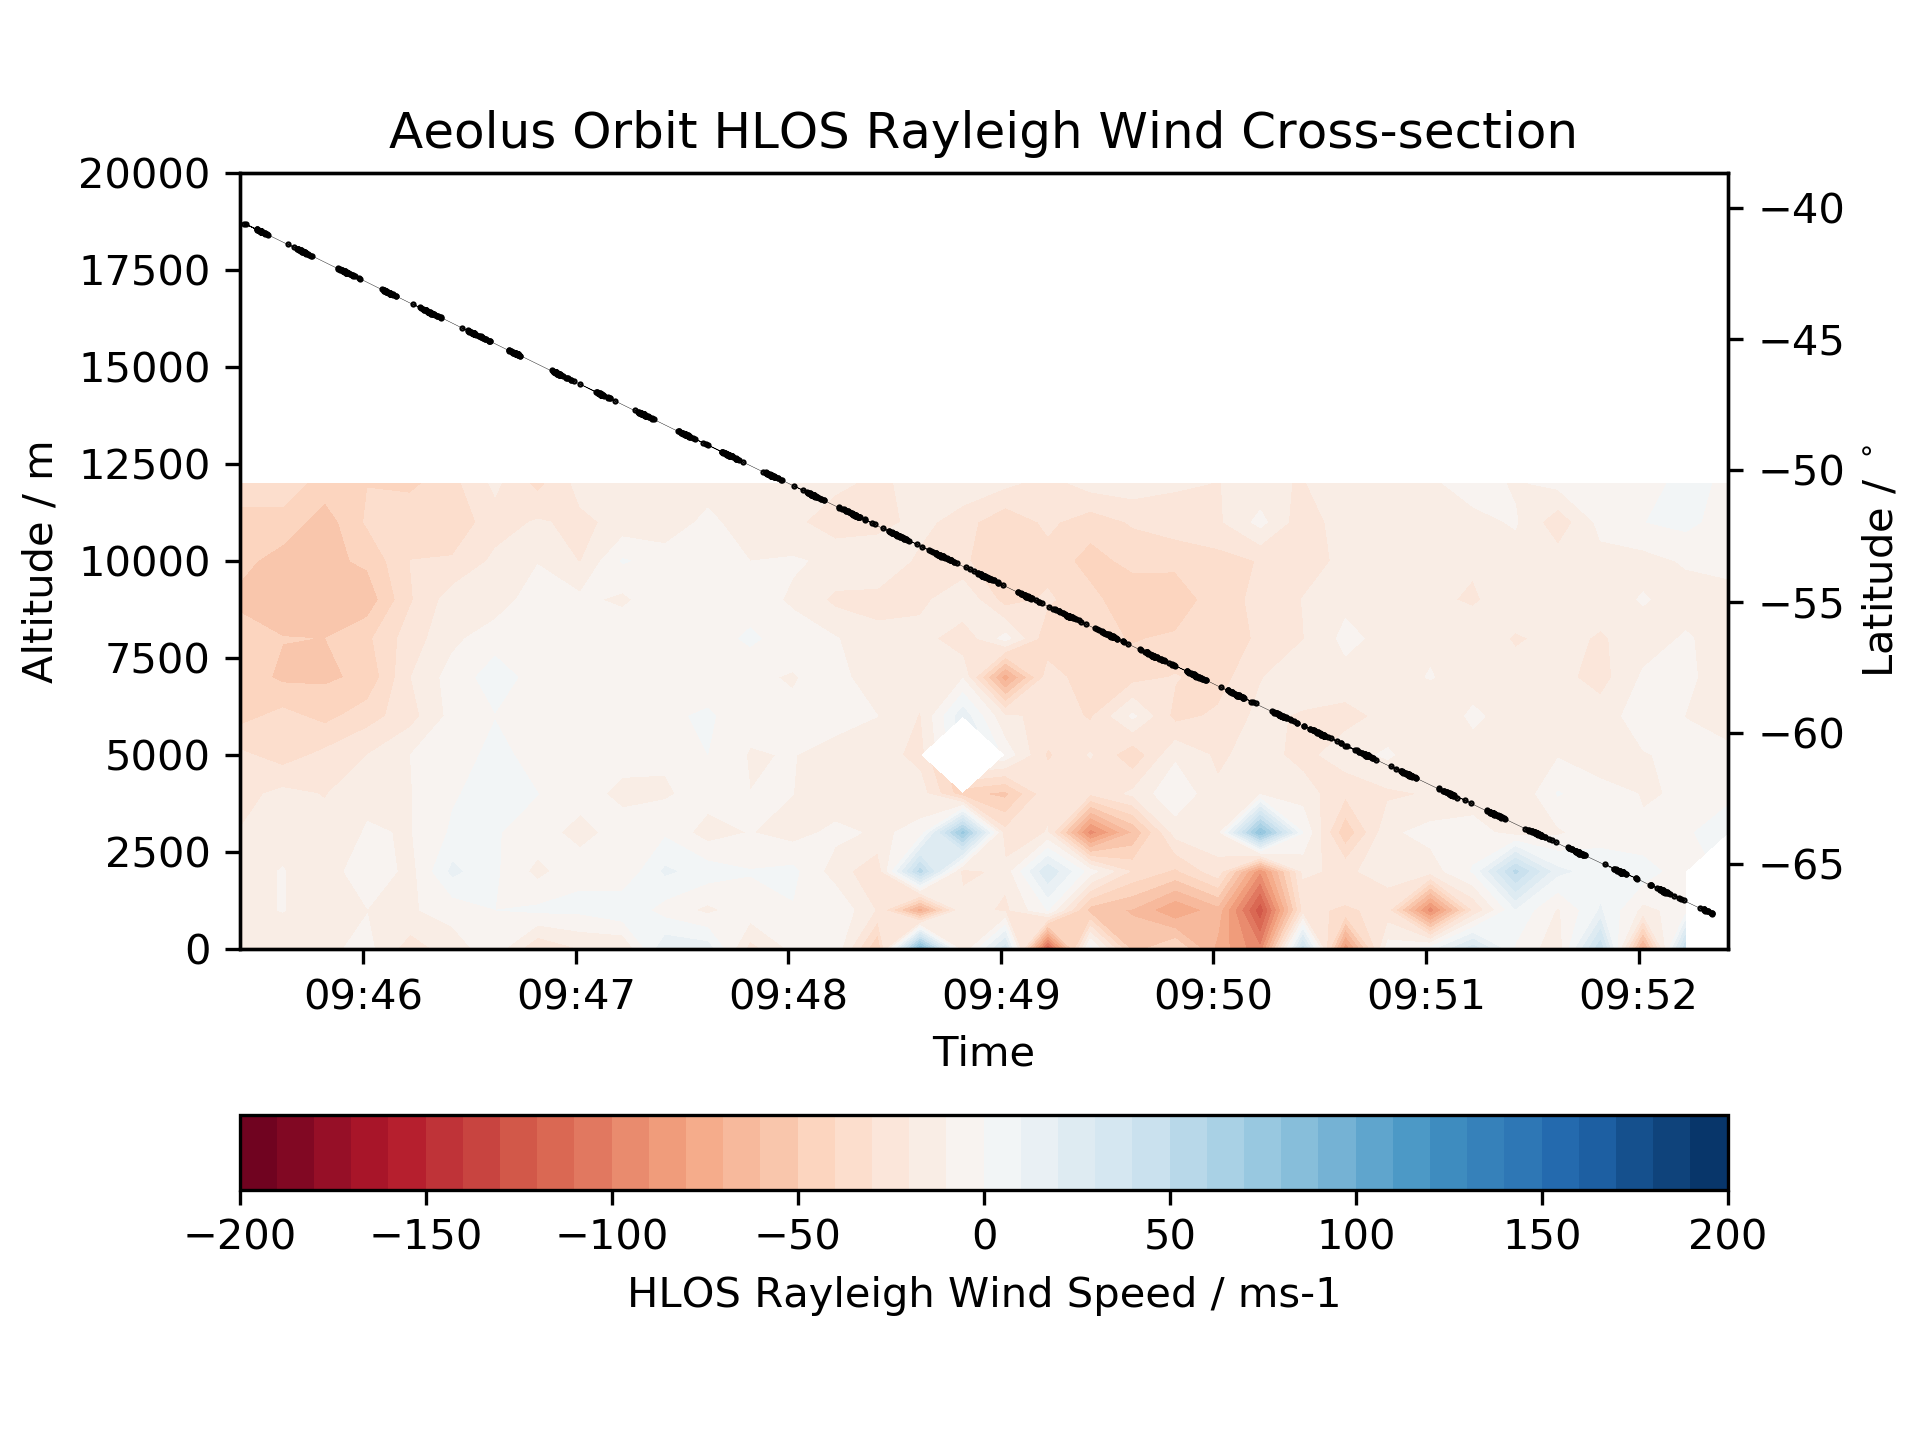 Aeolus Orbit HLOS Rayleigh Wind Cross-section
20000
17500
15000
12500
10000
7500
5000
2500
0
Altitude / m
−40
−45
−50
−55
−60
−65
Latitude / °
09:46 09:47 09:48 09:49 09:50 09:51 09:52
Time
−200 −150 −100 −50 0 50 100 150 200
HLOS Rayleigh Wind Speed / ms-1